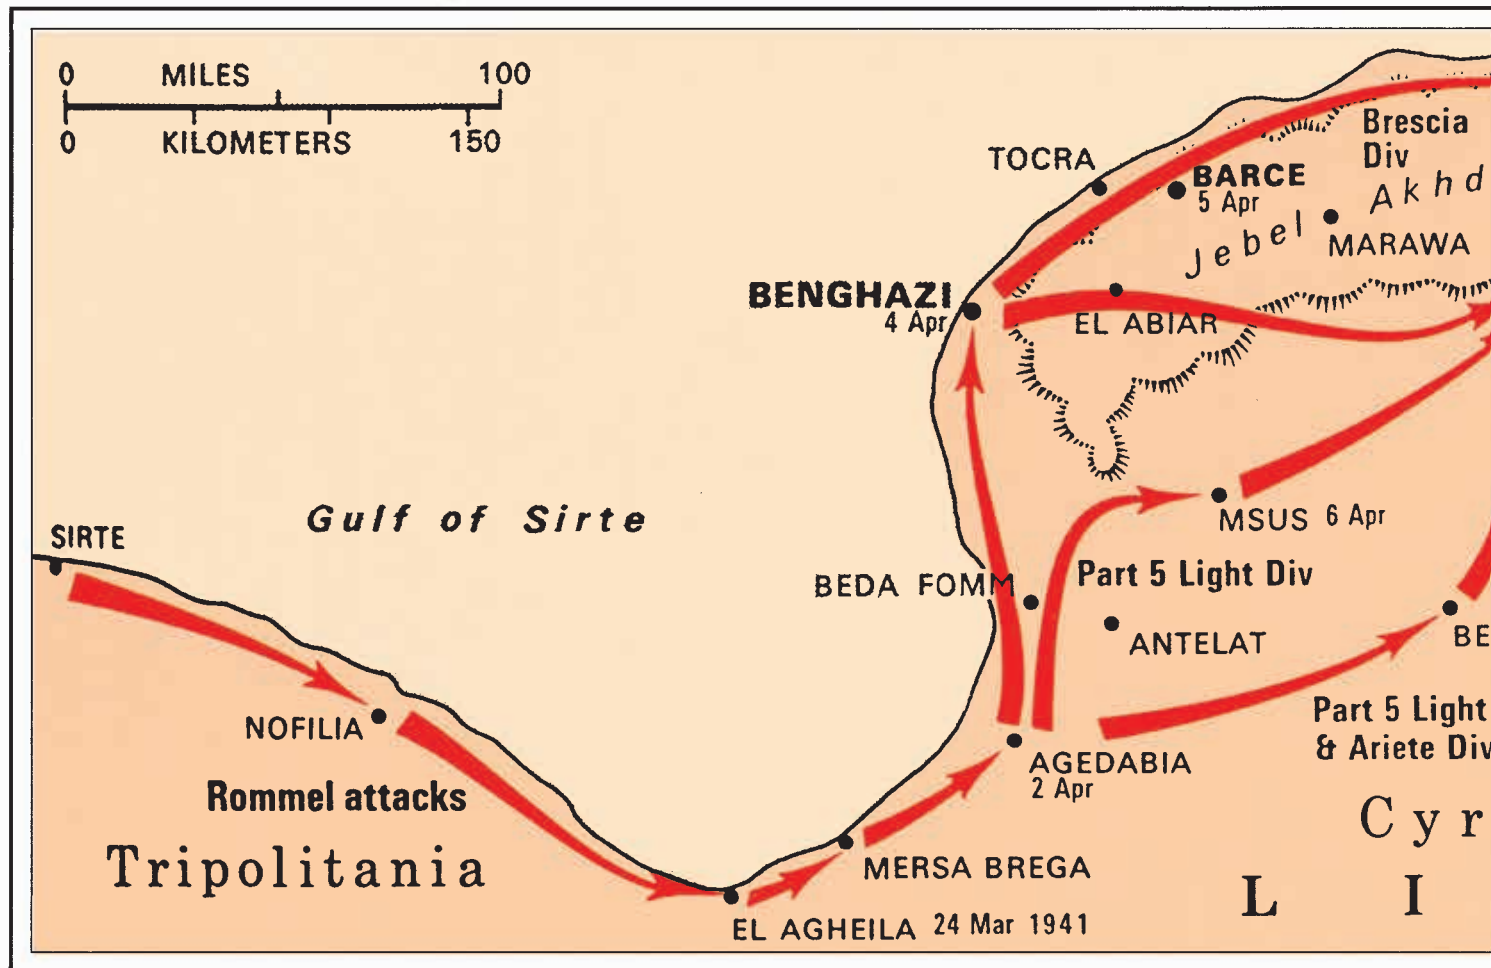 0 MILES 100
0 KILOMETERS 150
TOCRA
Brescia
Div
BARCE
5 Apr
Jebel Akhd
MARAWA
BENGHAZI
4 Apr
EL ABIAR
Gulf of Sirte
SIRTE
MSUS 6 Apr
BEDA FOMM
Part 5 Light Div
ANTELAT
BE
NOFILIA
Part 5 Light
& Ariete Div
Rommel attacks
AGEDABIA
2 Apr
Cyr
Tripolitania
MERSA BREGA
L I
EL AGHEILA 24 Mar 1941